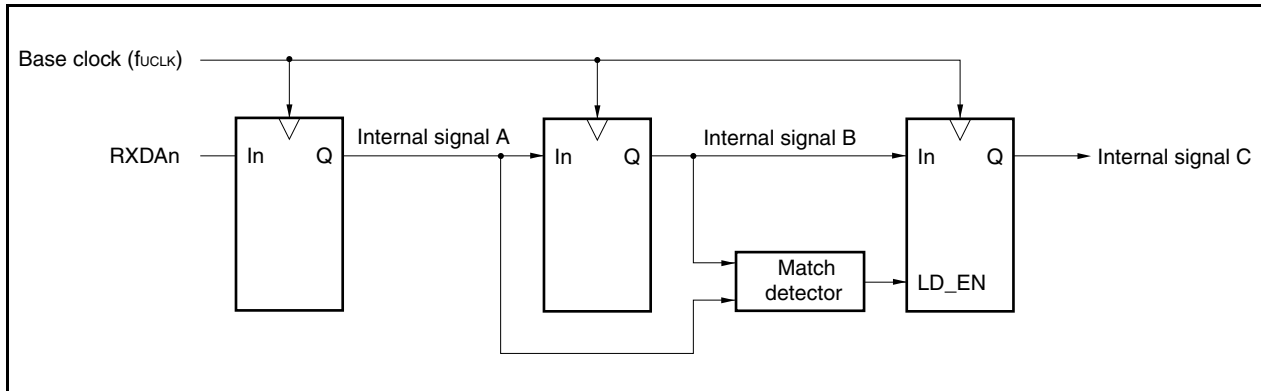 Base clock (fUCLK)
RXDAn
In
Q
Internal signal A
In
Q
Internal signal B
In
Q
Internal signal C
Match
detector
LD_EN